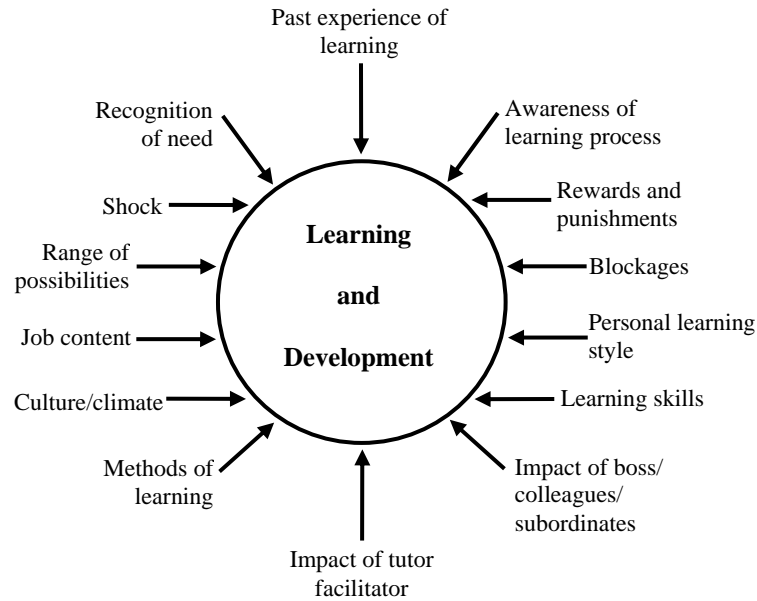 Past experience of
learning
Awareness of
learning process
Rewards and
punishments
Blockages
Personal learning
style
Learning skills
Impact of boss/
colleagues/
subordinates
Impact of tutor
facilitator
Methods of
learning
Culture/climate
Job content
Range of
possibilities
Shock
Recognition
of need
Learning
and
Development